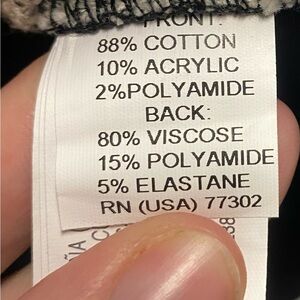 FRONT:
88% COTTON
10% ACRYLIC
2%POLYAMIDE
BACK:
80% VISCOSE
15% POLYAMIDE
5% ELASTANE
RN (USA) 77302